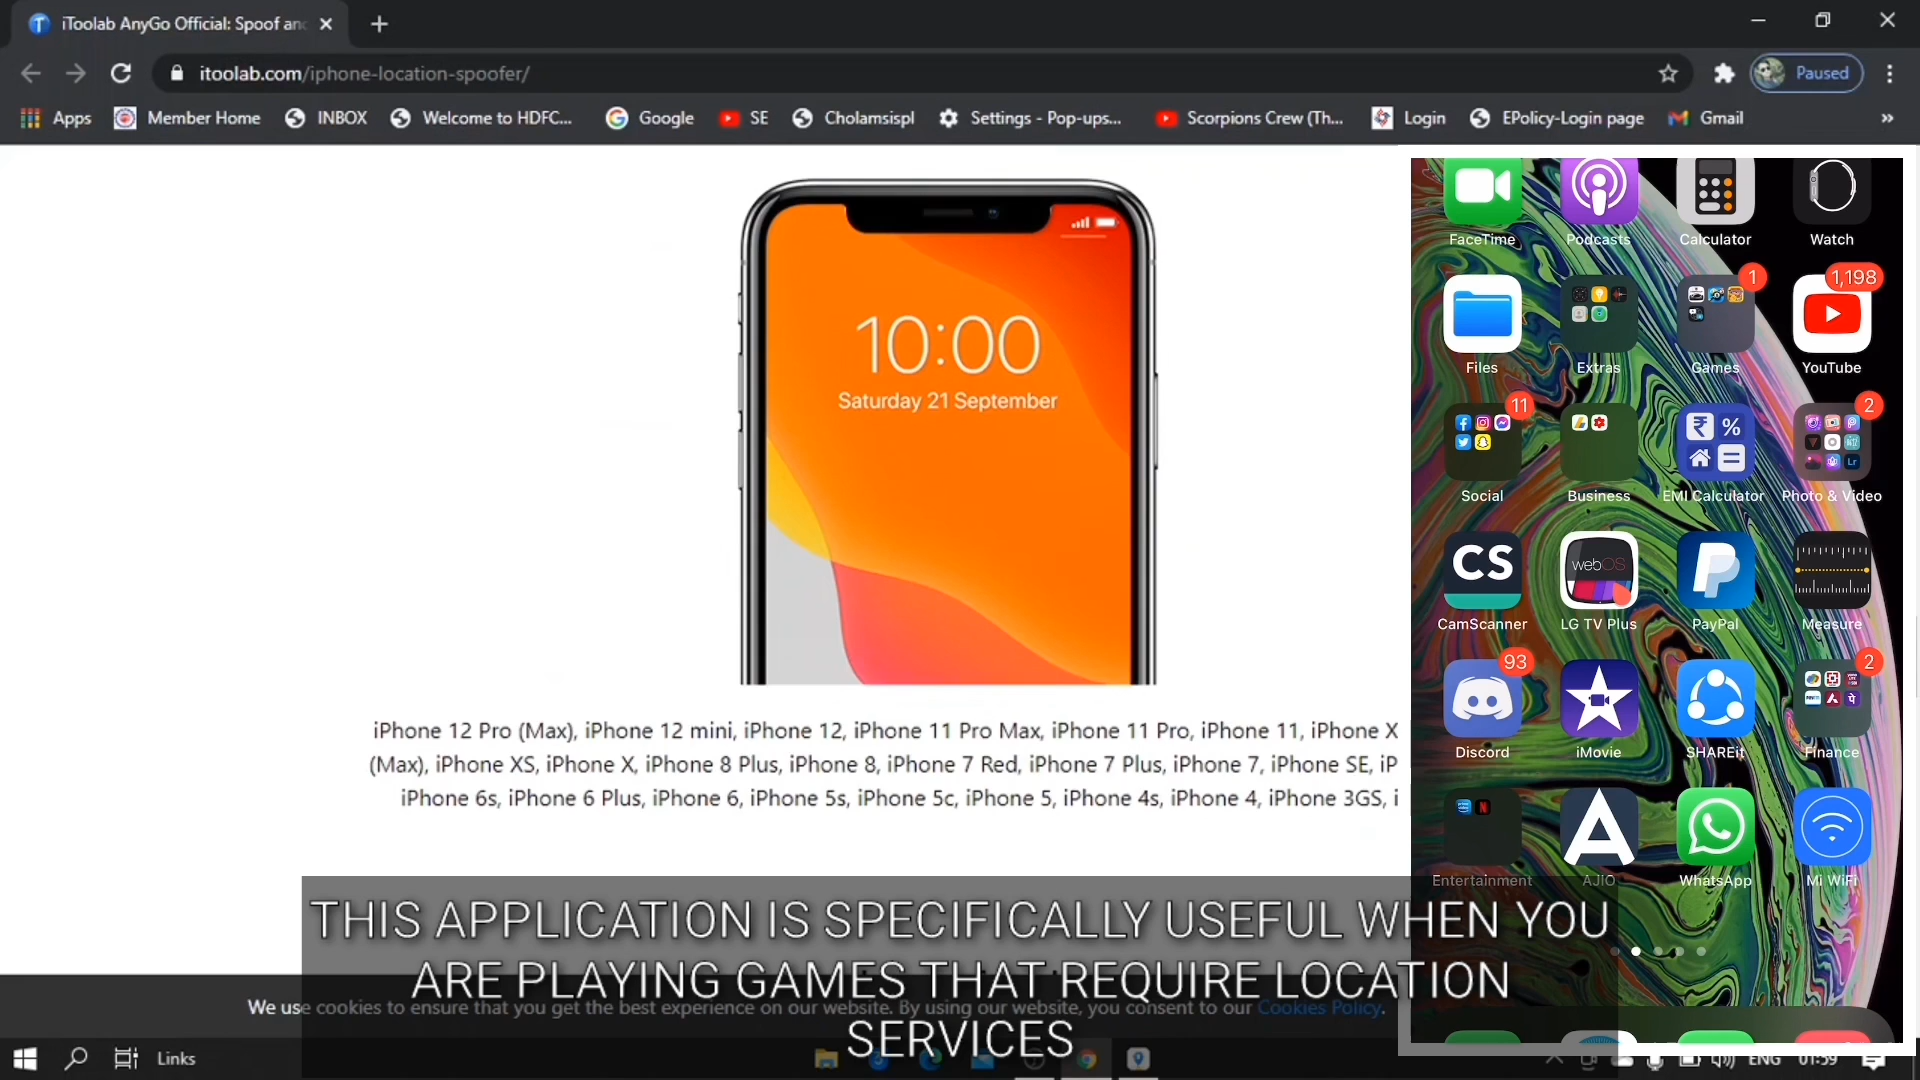 iToolab AnyGo Official: Spoof an
itoolab.com/iphone-location-spoofer/
Paused
Apps
Member Home
INBOX
Welcome to HDFC...
Google
SE
Cholamsispl
Settings - Pop-ups...
Scorpions Crew (Th...
Login
EPolicy-Login page
Gmail
»
10:00
Saturday 21 September
iPhone 12 Pro (Max), iPhone 12 mini, iPhone 12, iPhone 11 Pro Max, iPhone 11 Pro, iPhone 11, iPhone X
(Max), iPhone XS, iPhone X, iPhone 8 Plus, iPhone 8, iPhone 7 Red, iPhone 7 Plus, iPhone 7, iPhone SE, iP
iPhone 6s, iPhone 6 Plus, iPhone 6, iPhone 5s, iPhone 5c, iPhone 5, iPhone 4s, iPhone 4, iPhone 3GS, i
FaceTime
Podcasts
Calculator
Watch
1
1,198
Files
Extras
Games
YouTube
11
2
₹ %
Lr
Social
Business
EMI Calculator
Photo & Video
CS
webOS
CamScanner
LG TV Plus
PayPal
Measure
93
2
Discord
iMovie
SHAREit
Finance
Entertainment
AJIO
WhatsApp
Mi WiFi
THIS APPLICATION IS SPECIFICALLY USEFUL WHEN YOU
ARE PLAYING GAMES THAT REQUIRE LOCATION
SERVICES
We use cookies to ensure that you get the best experience on our website. By using our website, you consent to our Cookies Policy.
Links
ENG
01:59